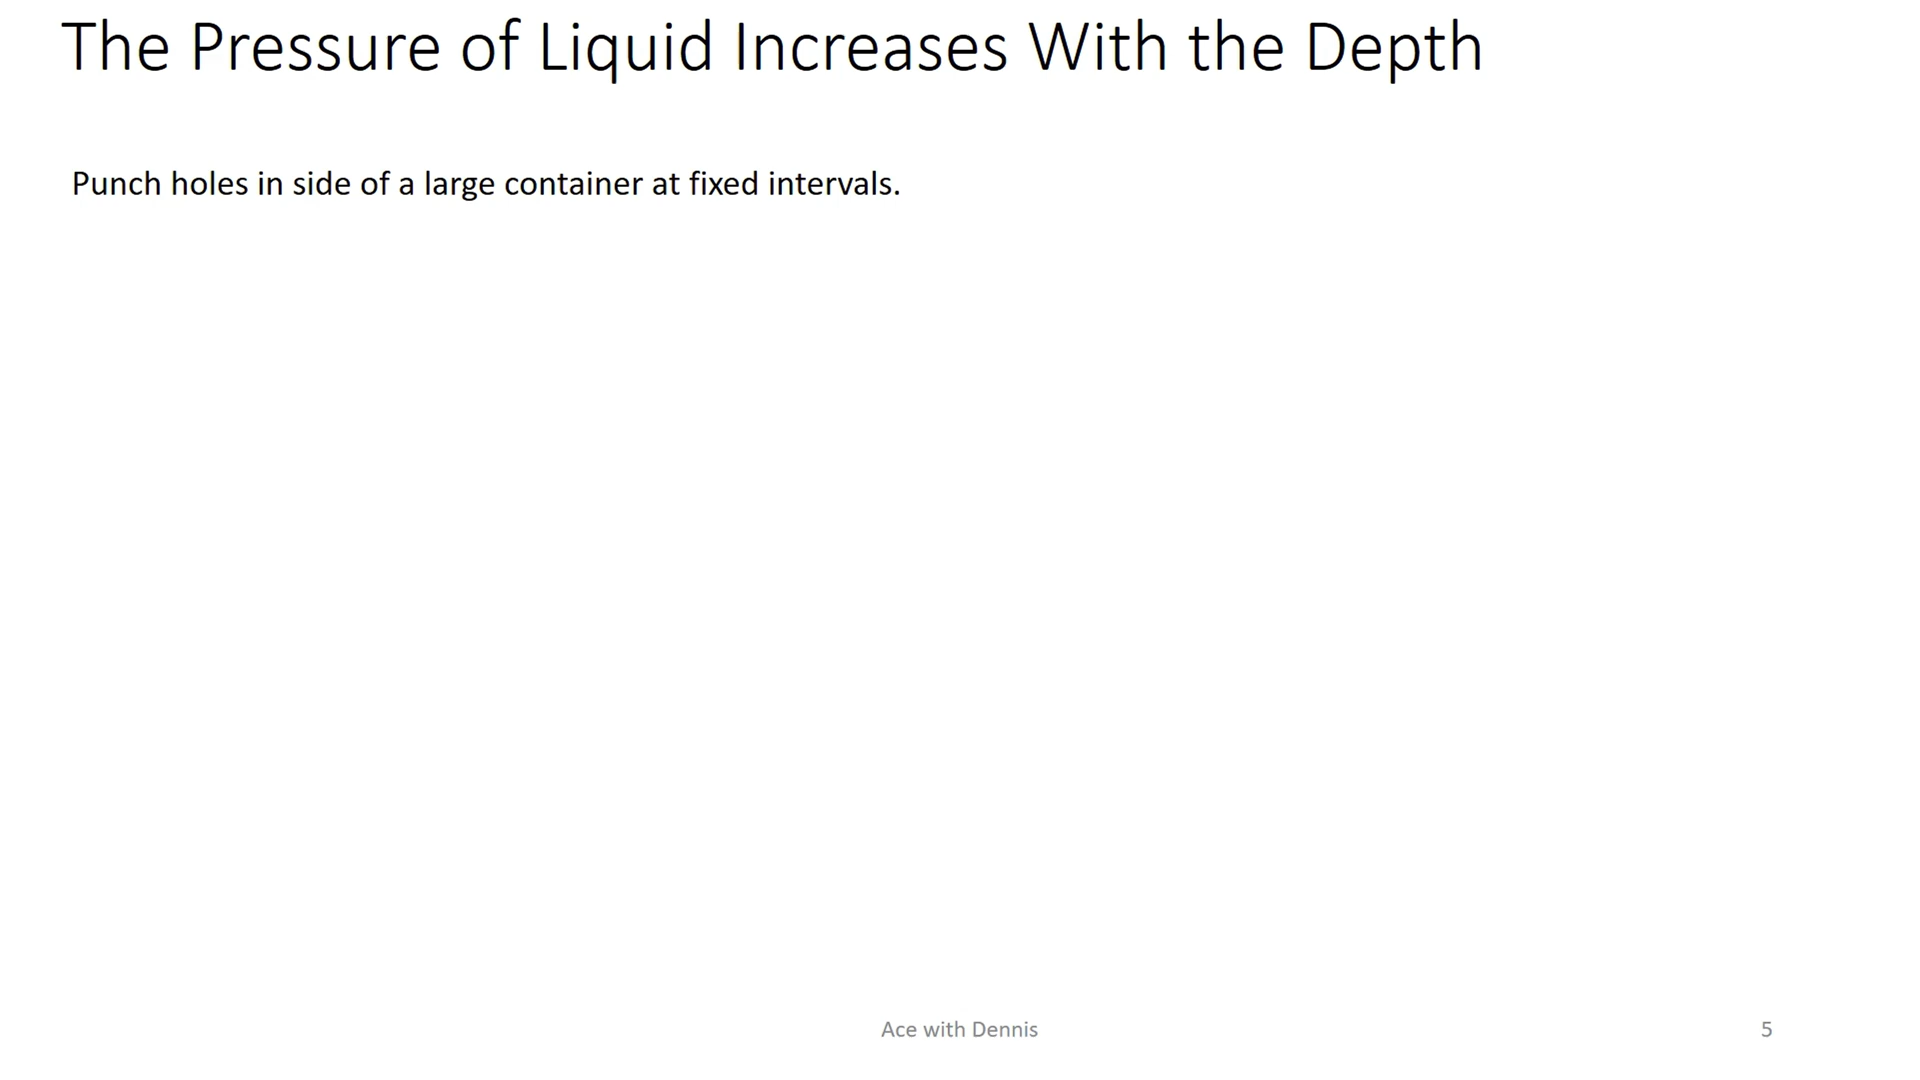 The Pressure of Liquid Increases With the Depth
Punch holes in side of a large container at fixed intervals.
Ace with Dennis
5